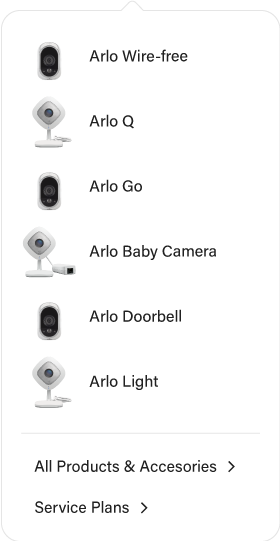 Arlo Wire-free
Arlo Q
Arlo Go
Arlo Baby Camera
Arlo Doorbell
Arlo Light
All Products & Accesories
Service Plans